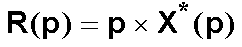 R(p) = p × X*(p)